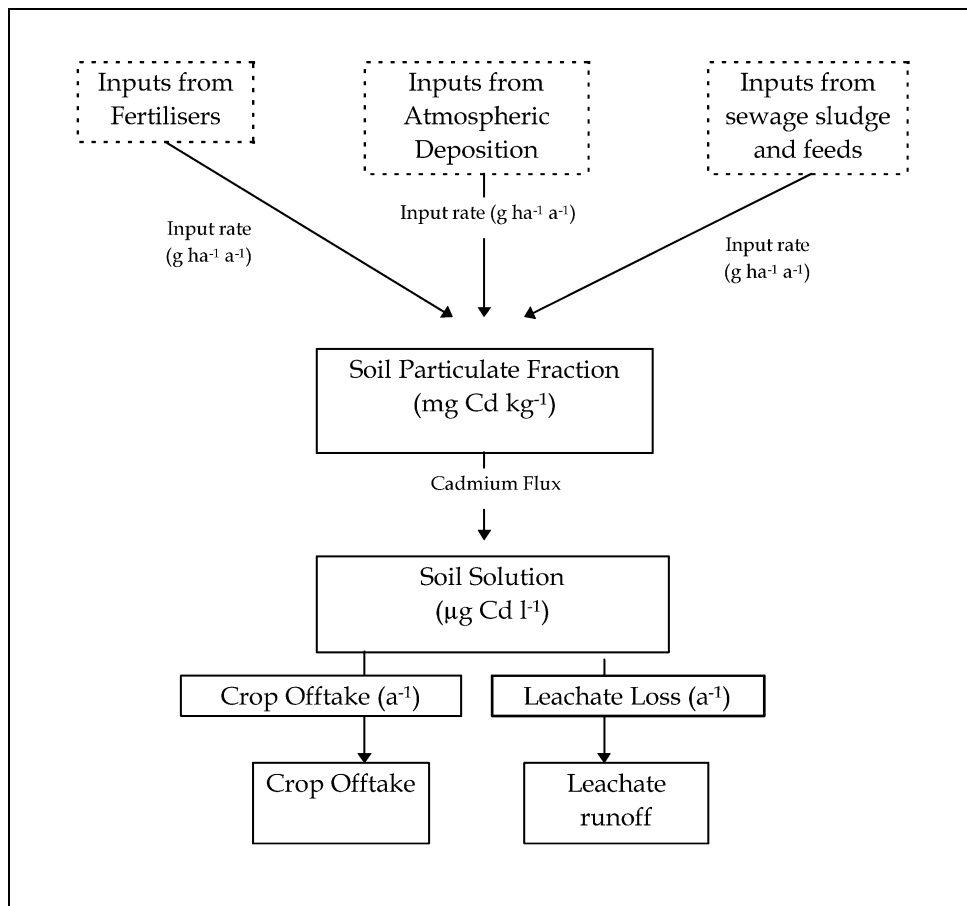 Inputs from
Fertilisers
Inputs from
Atmospheric
Deposition
Inputs from
sewage sludge
and feeds
Input rate
(g ha⁻¹ a⁻¹)
Input rate (g ha⁻¹ a⁻¹)
Input rate
(g ha⁻¹ a⁻¹)
Soil Particulate Fraction
(mg Cd kg⁻¹)
Cadmium Flux
Soil Solution
(µg Cd l⁻¹)
Crop Offtake (a⁻¹)
Leachate Loss (a⁻¹)
Crop Offtake
Leachate
runoff